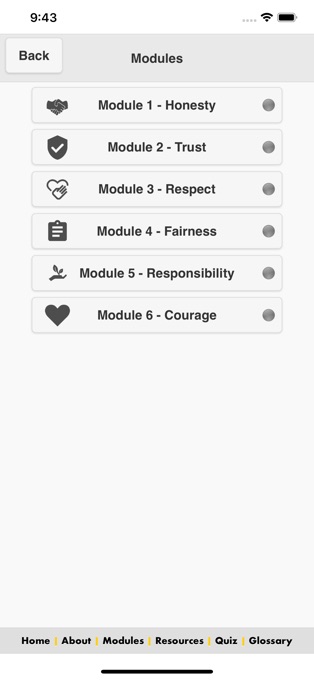 9:43
Back
Modules
Module 1 - Honesty
Module 2 - Trust
Module 3 - Respect
Module 4 - Fairness
Module 5 - Responsibility
Module 6 - Courage
Home | About | Modules | Resources | Quiz | Glossary